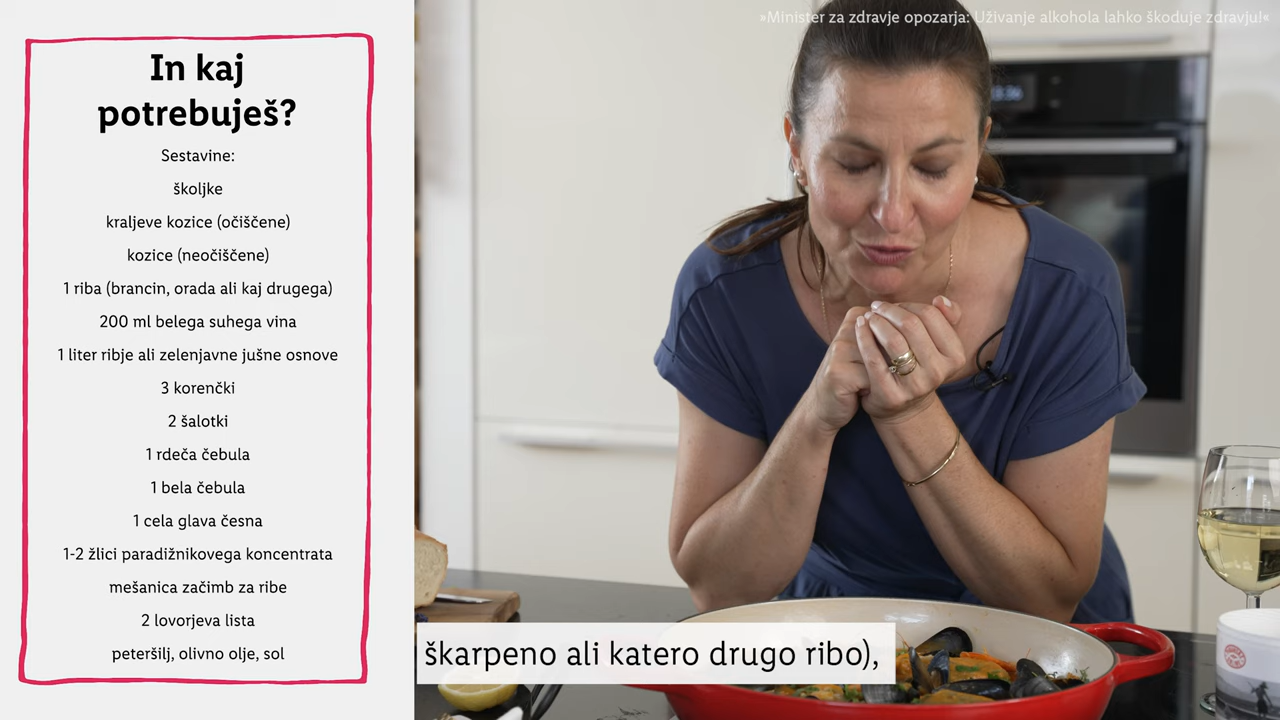 »Minister za zdravje opozarja: Uživanje alkohola lahko škoduje zdravju!«
In kaj
potrebuješ?
Sestavine:
školjke
kraljeve kozice (očiščene)
kozice (neočiščene)
1 riba (brancin, orada ali kaj drugega)
200 ml belega suhega vina
1 liter ribje ali zelenjavne jušne osnove
3 korenčki
2 šalotki
1 rdeča čebula
1 bela čebula
1 cela glava česna
1-2 žlici paradižnikovega koncentrata
mešanica začimb za ribe
2 lovorjeva lista
peteršilj, olivno olje, sol
škarpeno ali katero drugo ribo),